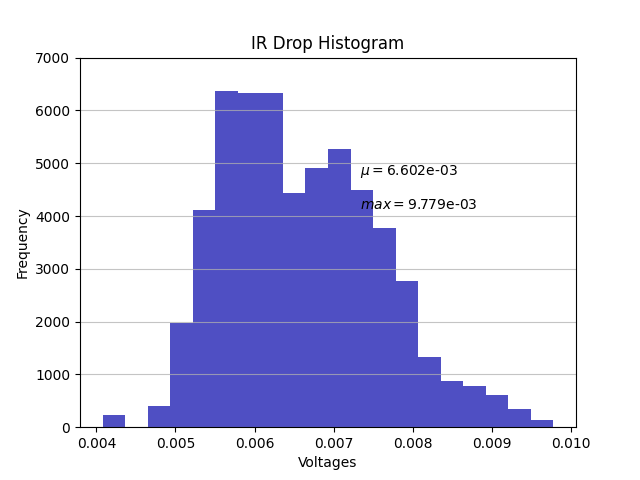 IR Drop Histogram
7000
6000
5000
4000
3000
2000
1000
0
Frequency
μ = 6.602e-03
max = 9.779e-03
0.004 0.005 0.006 0.007 0.008 0.009 0.010
Voltages